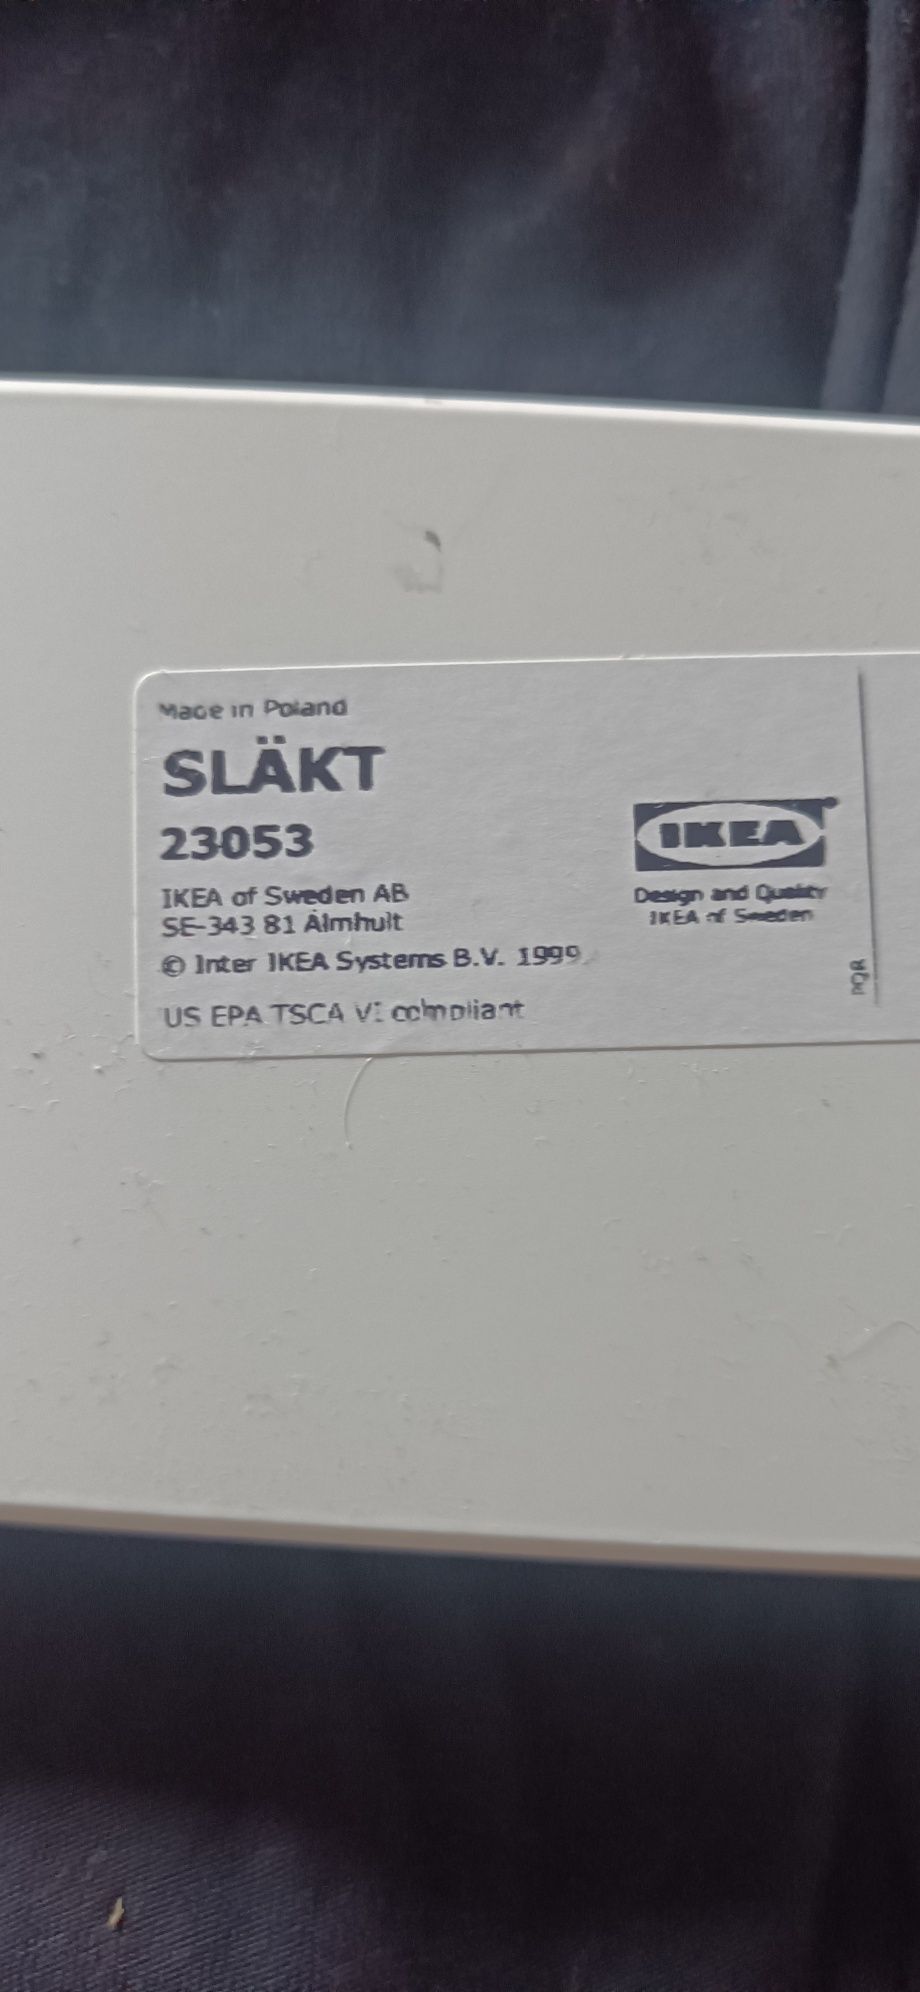 Made in Poland
SLÄKT
23053
IKEA of Sweden AB
SE-343 81 Älmhult
© Inter IKEA Systems B.V. 1999
US EPA TSCA VI compliant
IKEA®
Design and Quality
IKEA of Sweden